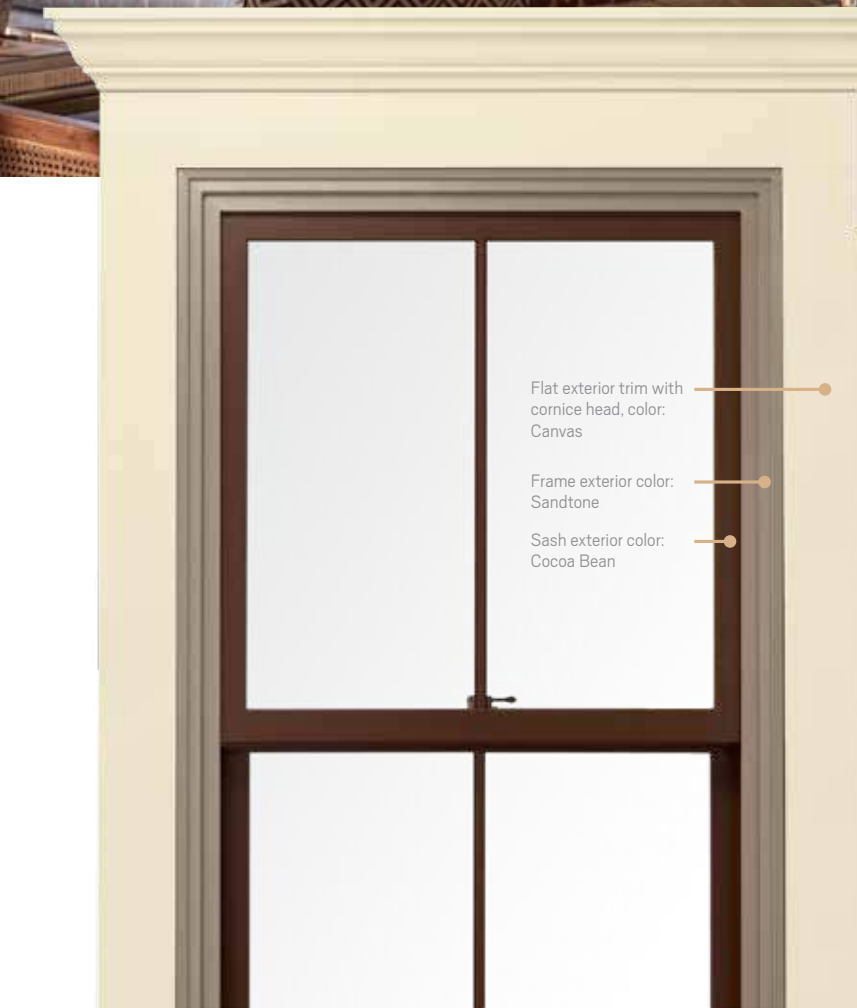 Flat exterior trim with
cornice head, color:
Canvas
Frame exterior color:
Sandtone
Sash exterior color:
Cocoa Bean